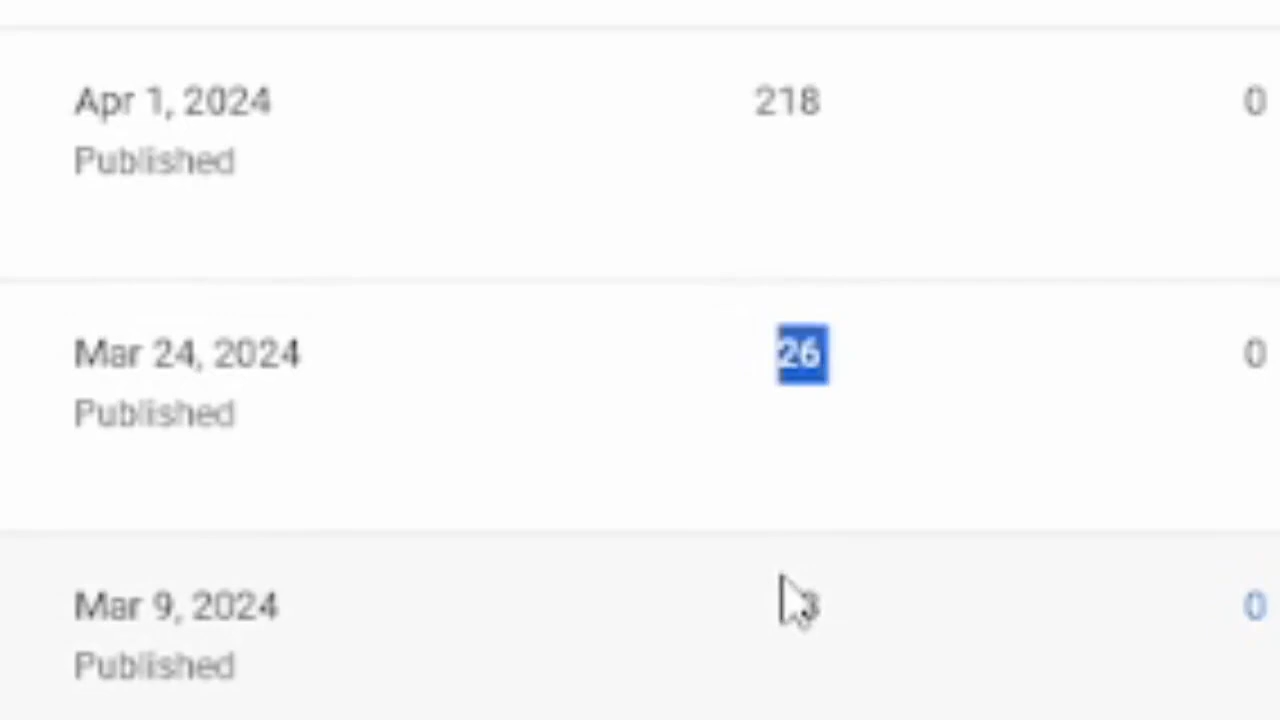 Apr 1, 2024 218 0
Published
Mar 24, 2024 26 0
Published
Mar 9, 2024 0
Published